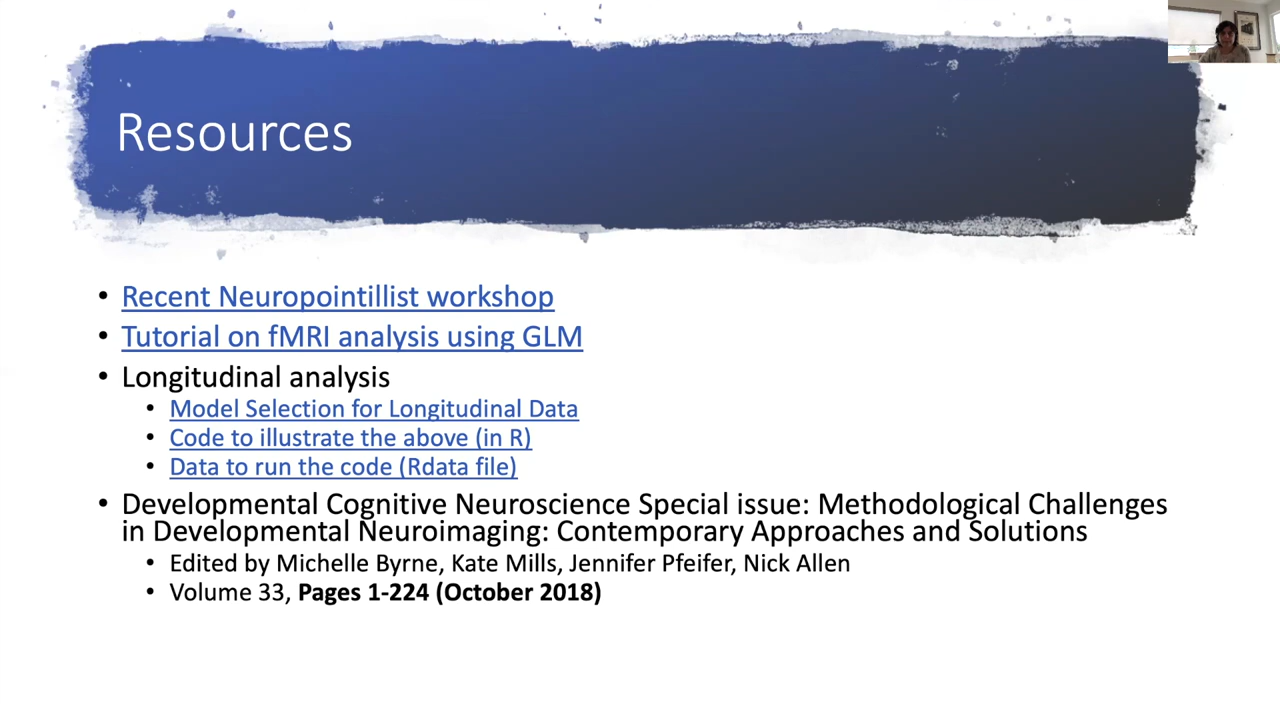 Resources
• Recent Neuropointillist workshop
• Tutorial on fMRI analysis using GLM
• Longitudinal analysis
• Model Selection for Longitudinal Data
• Code to illustrate the above (in R)
• Data to run the code (Rdata file)
• Developmental Cognitive Neuroscience Special issue: Methodological Challenges
in Developmental Neuroimaging: Contemporary Approaches and Solutions
• Edited by Michelle Byrne, Kate Mills, Jennifer Pfeifer, Nick Allen
• Volume 33, Pages 1-224 (October 2018)